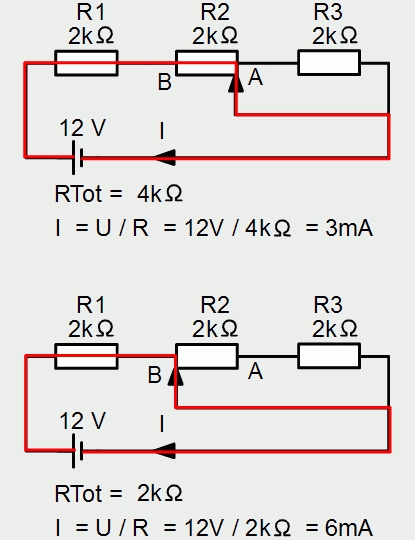 R1 R2 R3
2kΩ 2kΩ 2kΩ
B A
12 V I
RTot = 4kΩ
I = U / R = 12V / 4kΩ = 3mA
R1 R2 R3
2kΩ 2kΩ 2kΩ
B A
12 V I
RTot = 2kΩ
I = U / R = 12V / 2kΩ = 6mA